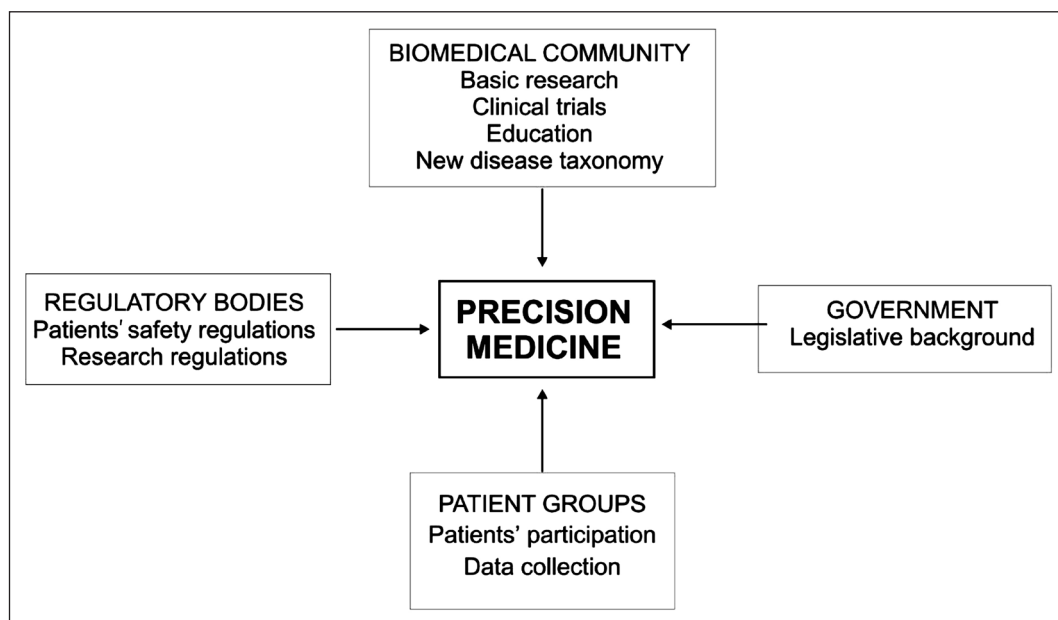 BIOMEDICAL COMMUNITY
Basic research
Clinical trials
Education
New disease taxonomy
REGULATORY BODIES
Patients' safety regulations
Research regulations
PRECISION
MEDICINE
GOVERNMENT
Legislative background
PATIENT GROUPS
Patients’ participation
Data collection